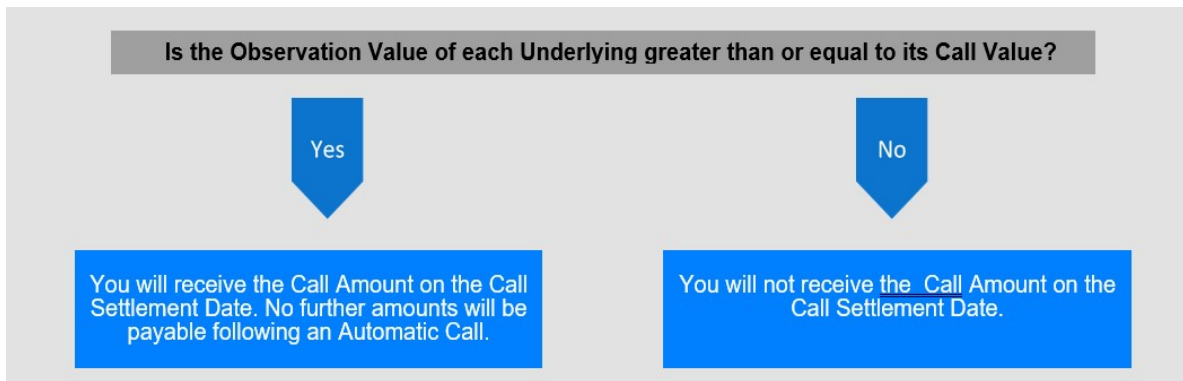 Is the Observation Value of each Underlying greater than or equal to its Call Value?
Yes
No
You will receive the Call Amount on the Call
Settlement Date. No further amounts will be
payable following an Automatic Call.
You will not receive the  Call Amount on the
Call Settlement Date.